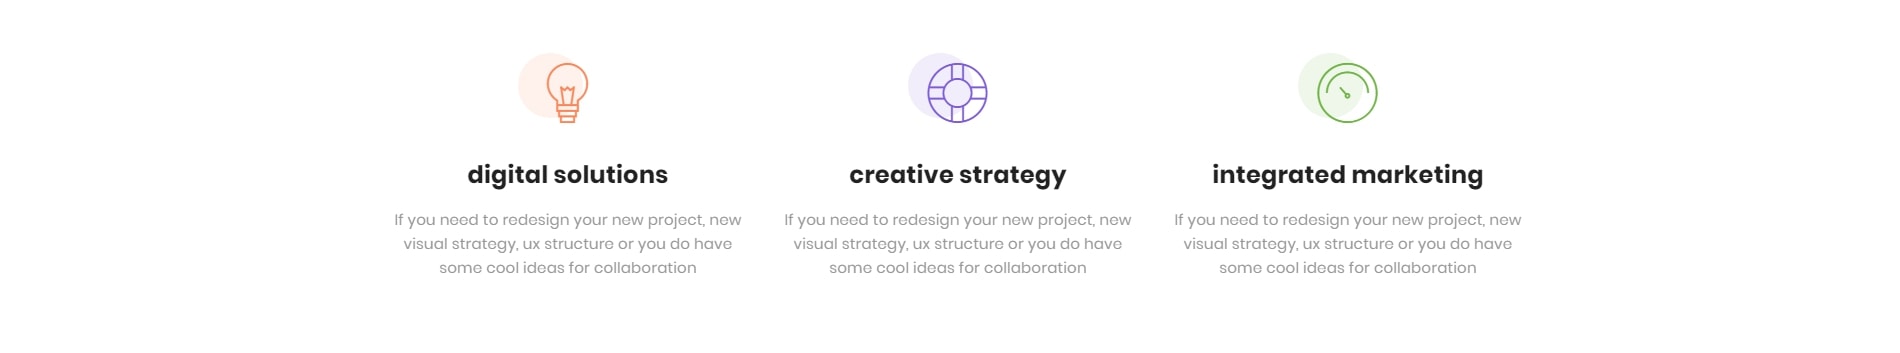 digital solutions
If you need to redesign your new project, new
visual strategy, ux structure or you do have
some cool ideas for collaboration
creative strategy
If you need to redesign your new project, new
visual strategy, ux structure or you do have
some cool ideas for collaboration
integrated marketing
If you need to redesign your new project, new
visual strategy, ux structure or you do have
some cool ideas for collaboration